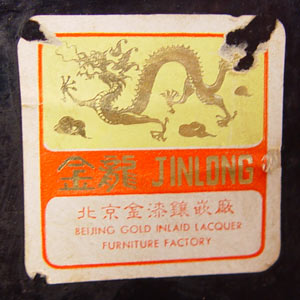 金龍 JINLONG
北京金漆鑲嵌廠
BEIJING GOLD INLAID LACQUER
FURNITURE FACTORY